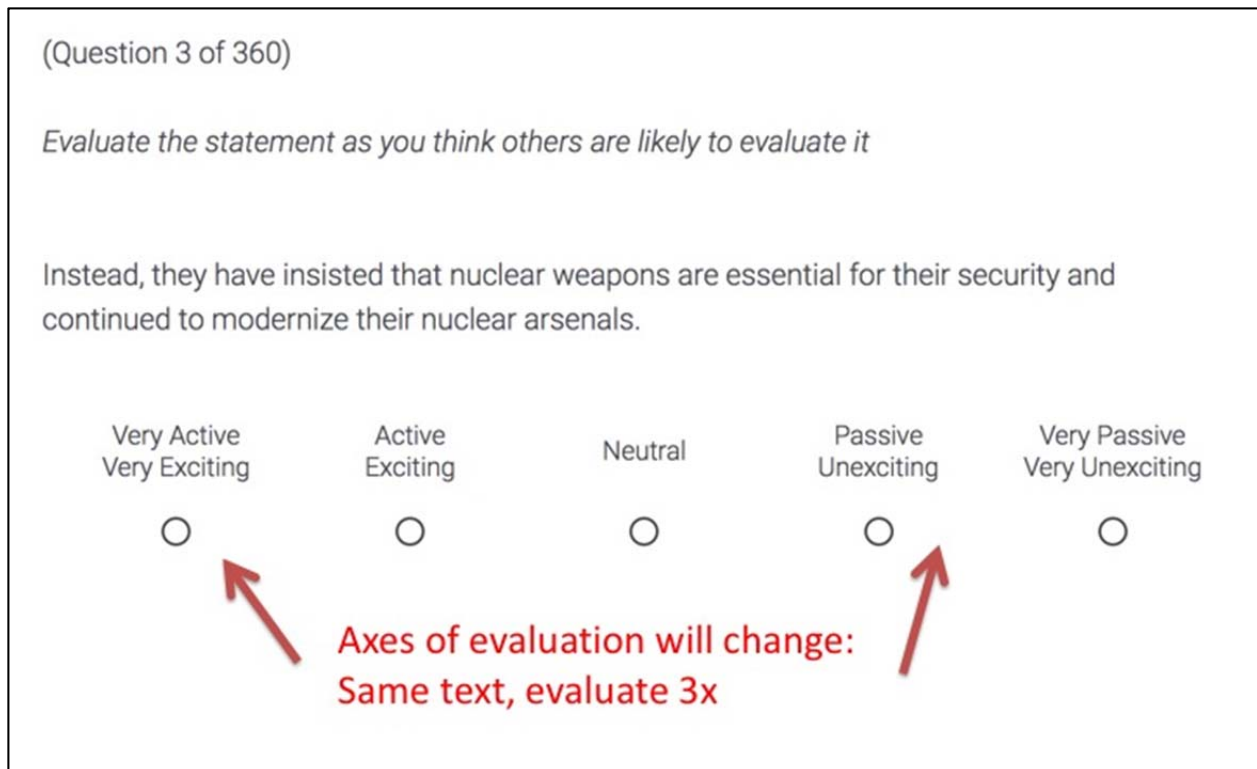 (Question 3 of 360)
Evaluate the statement as you think others are likely to evaluate it
Instead, they have insisted that nuclear weapons are essential for their security and
continued to modernize their nuclear arsenals.
Very Active Active Neutral Passive Very Passive
Very Exciting Exciting Unexciting Very Unexciting
Axes of evaluation will change:
Same text, evaluate 3x